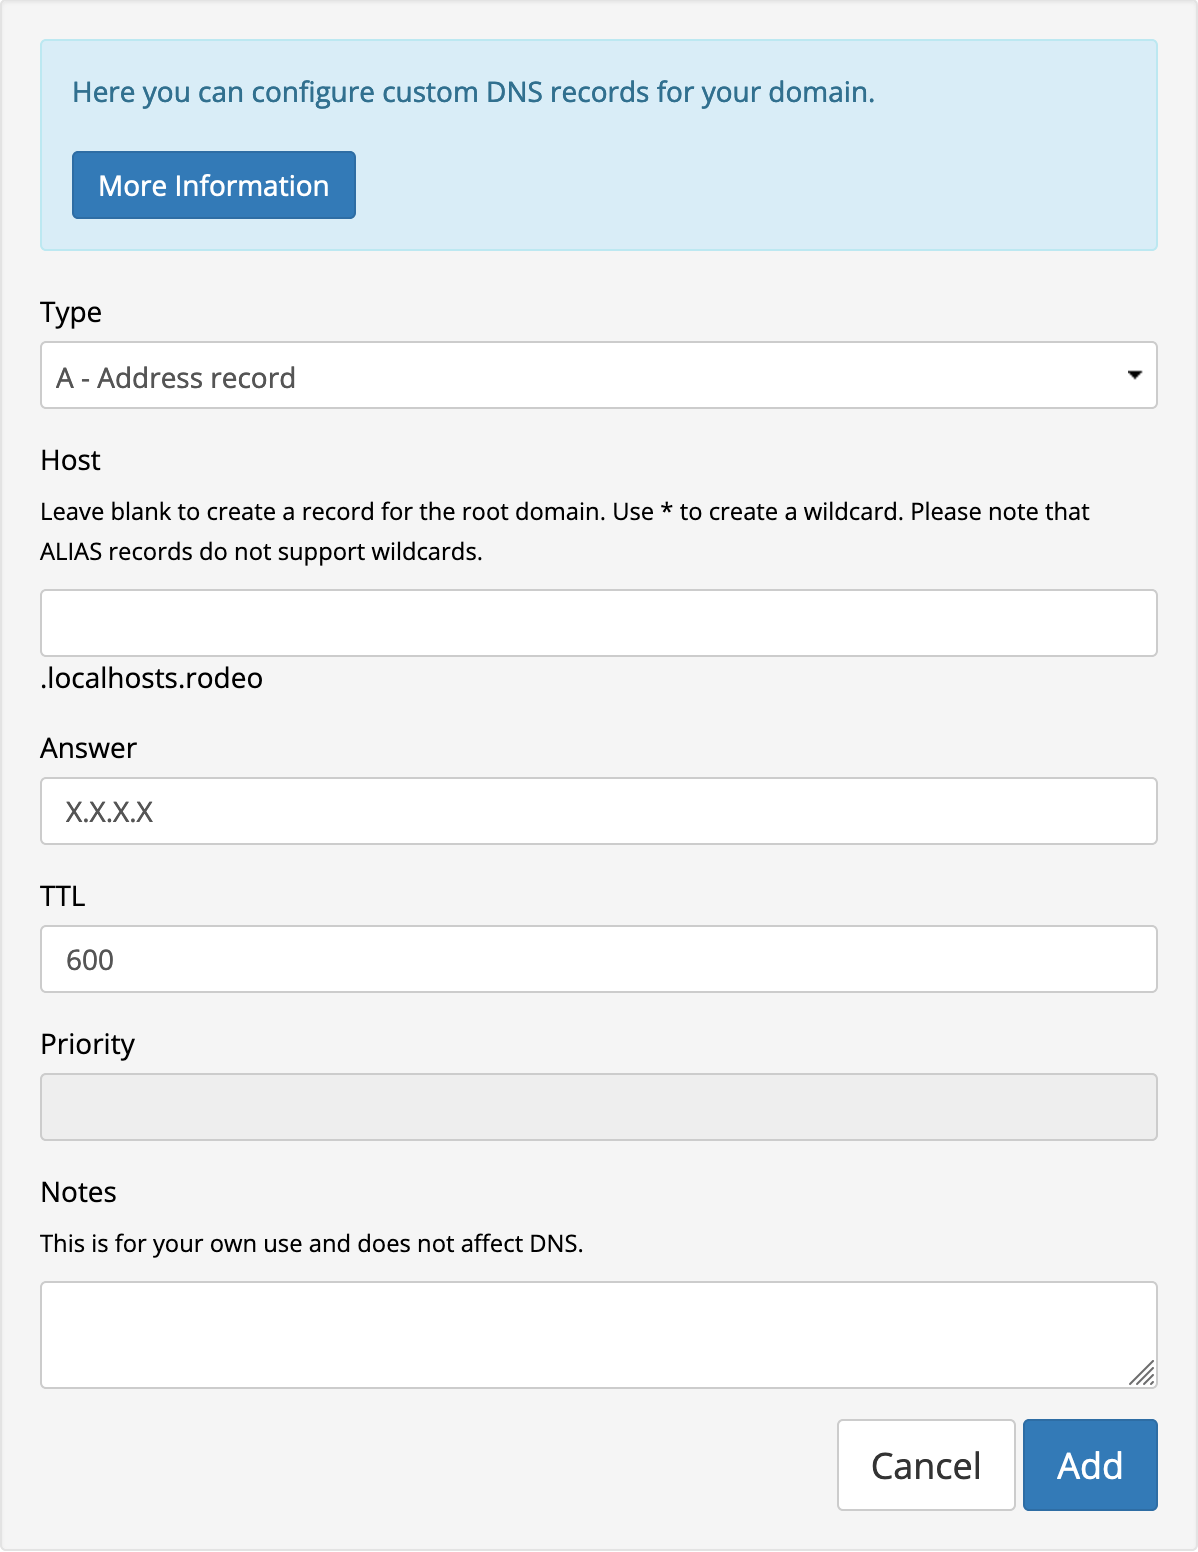 Here you can configure custom DNS records for your domain.
More Information
Type
A - Address record
Host
Leave blank to create a record for the root domain. Use * to create a wildcard. Please note that
ALIAS records do not support wildcards.
.localhosts.rodeo
Answer
X.X.X.X
TTL
600
Priority
Notes
This is for your own use and does not affect DNS.
Cancel
Add